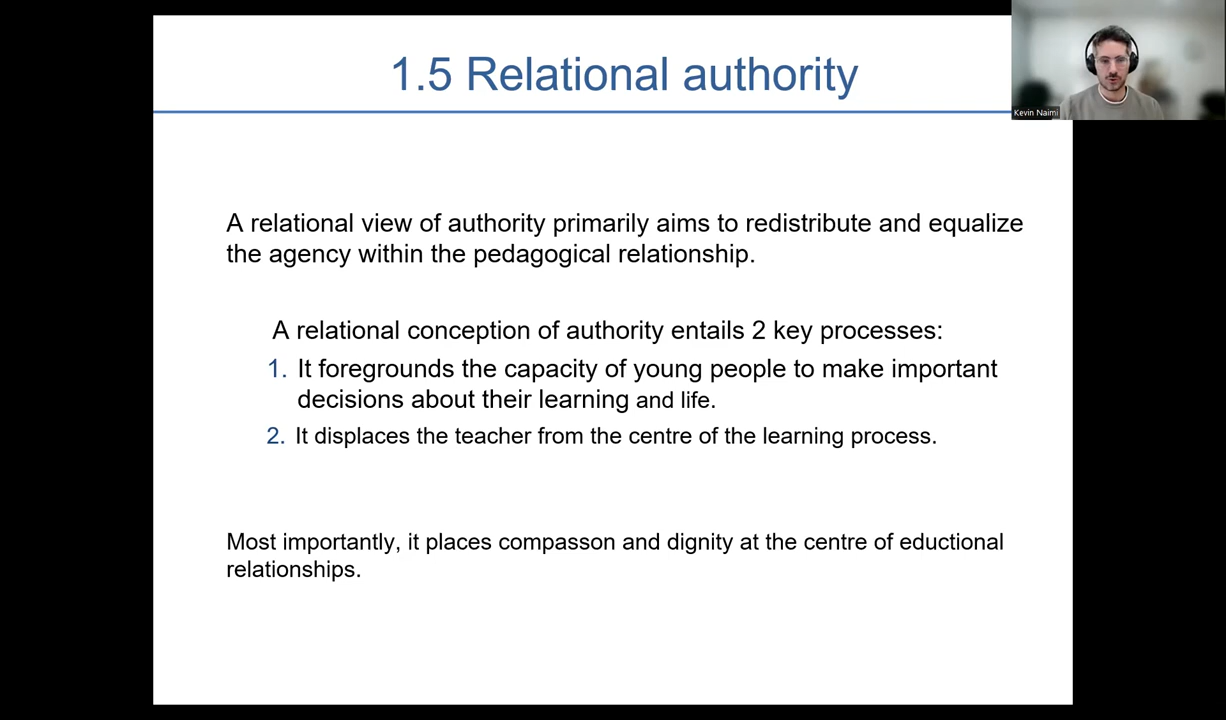 1.5 Relational authority
Kevin Naimi
A relational view of authority primarily aims to redistribute and equalize
the agency within the pedagogical relationship.
A relational conception of authority entails 2 key processes:
1. It foregrounds the capacity of young people to make important
decisions about their learning and life.
2. It displaces the teacher from the centre of the learning process.
Most importantly, it places compasson and dignity at the centre of eductional
relationships.